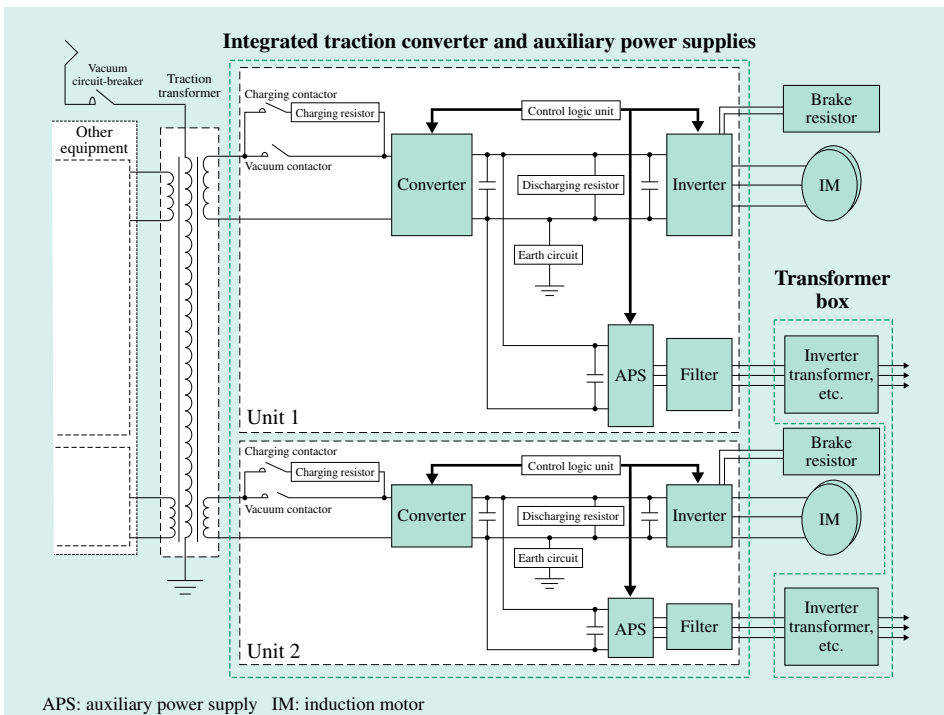 Integrated traction converter and auxiliary power supplies
Vacuum
circuit-breaker
Traction
transformer
Other
equipment
Charging contactor
Charging resistor
Vacuum contactor
Control logic unit
Converter
Discharging resistor
Inverter
Earth circuit
Brake
resistor
IM
APS
Filter
Unit 1
Transformer
box
Inverter
transformer,
etc.
Charging contactor
Charging resistor
Vacuum contactor
Control logic unit
Converter
Discharging resistor
Inverter
Earth circuit
Brake
resistor
IM
APS
Filter
Unit 2
Inverter
transformer,
etc.
APS: auxiliary power supply IM: induction motor